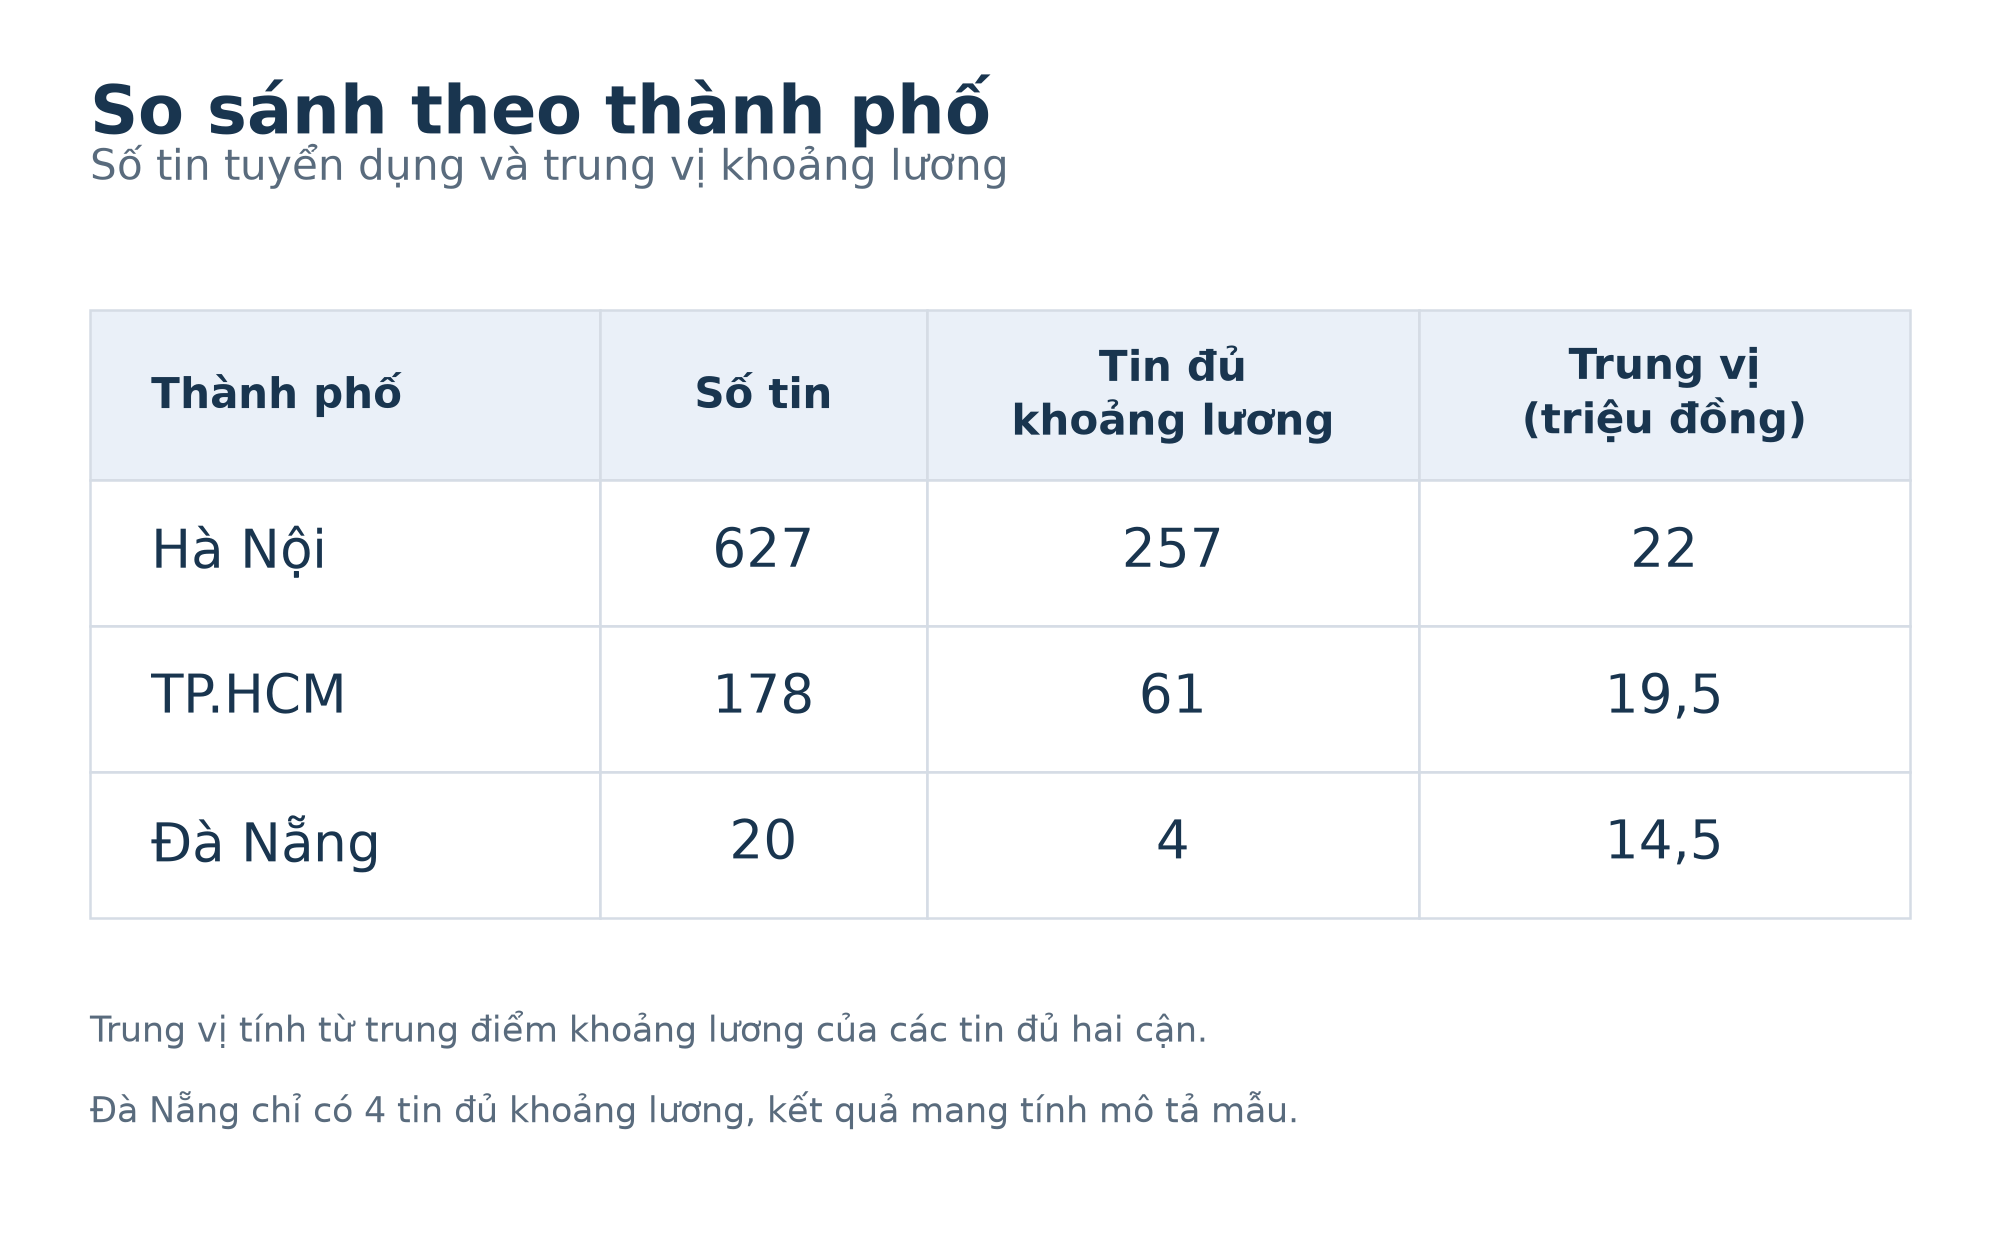 So sánh theo thành phố
Số tin tuyển dụng và trung vị khoảng lương
Thành phố
Số tin
Tin đủ
khoảng lương
Trung vị
(triệu đồng)
Hà Nội
627
257
22
TP.HCM
178
61
19,5
Đà Nẵng
20
4
14,5
Trung vị tính từ trung điểm khoảng lương của các tin đủ hai cận.
Đà Nẵng chỉ có 4 tin đủ khoảng lương, kết quả mang tính mô tả mẫu.